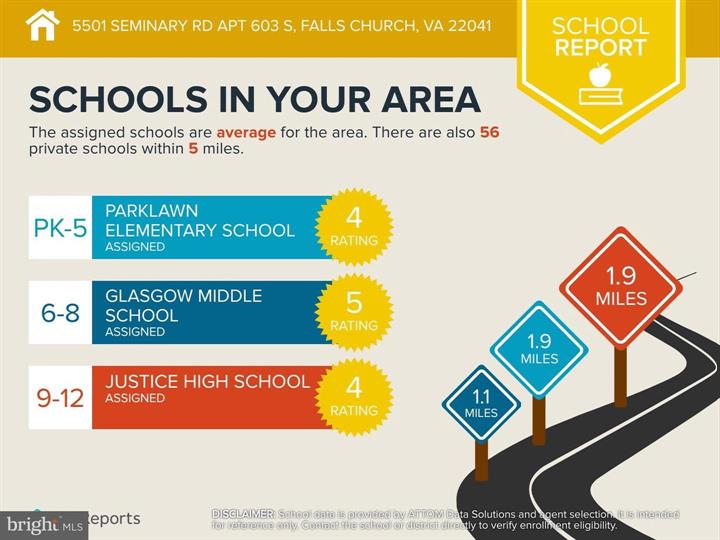 5501 SEMINARY RD APT 603 S, FALLS CHURCH, VA 22041
SCHOOL
REPORT
SCHOOLS IN YOUR AREA
The assigned schools are average for the area. There are also 56
private schools within 5 miles.
PK-5
PARKLAWN
ELEMENTARY SCHOOL
ASSIGNED
4
RATING
6-8
GLASGOW MIDDLE
SCHOOL
ASSIGNED
5
RATING
9-12
JUSTICE HIGH SCHOOL
ASSIGNED
4
RATING
1.9
MILES
1.9
MILES
1.1
MILES
DISCLAIMER: School data is provided by ATTOM Data Solutions and agent selection. It is intended
for reference only. Contact the school or district directly to verify enrollment eligibility.
bright MLS